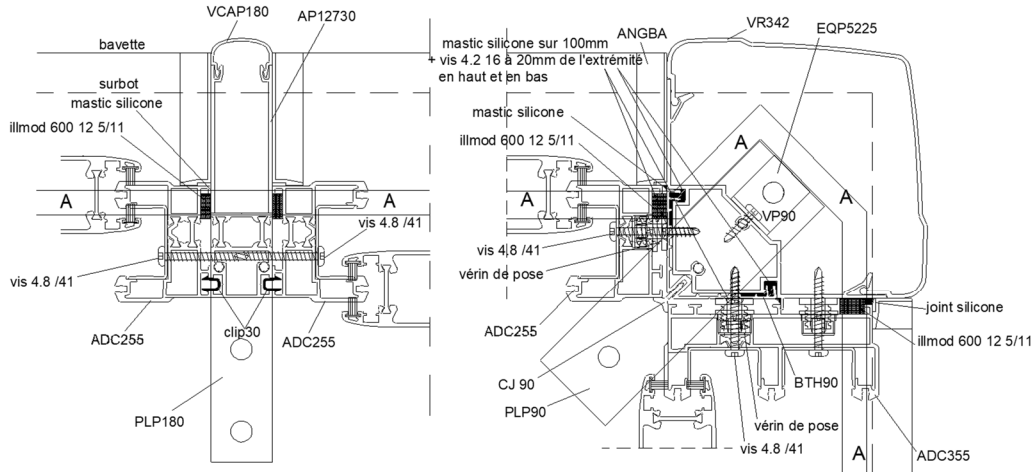 VCAP180
AP12730
bavette
surbot
mastic silicone
illmod 600 12 5/11
A
A
vis 4.8 /41
vis 4.8 /41
ADC255
clip30
ADC255
PLP180
VR342
ANGBA
EQP5225
mastic silicone sur 100mm
+ vis 4.2 16 à 20mm de l'extrémité
en haut et en bas
mastic silicone
illmod 600 12 5/11
A
A
A
VP90
vis 4.8 /41
vérin de pose
joint silicone
ADC255
illmod 600 12 5/11
CJ 90
BTH90
PLP90
vérin de pose
vis 4.8 /41
A
ADC355